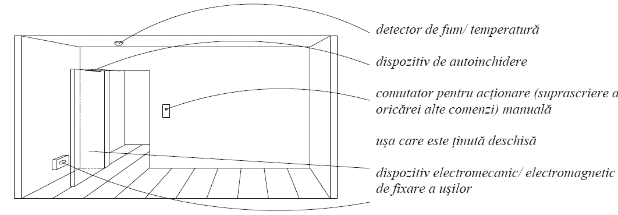 detector de fum/ temperatură
dispozitiv de autoinchidere
comutator pentru acționare (suprascriere a
oricărei alte comenzi) manuală
ușa care este ținută deschisă
dispozitiv electromecanic/ electromagnetic
de fixare a ușilor